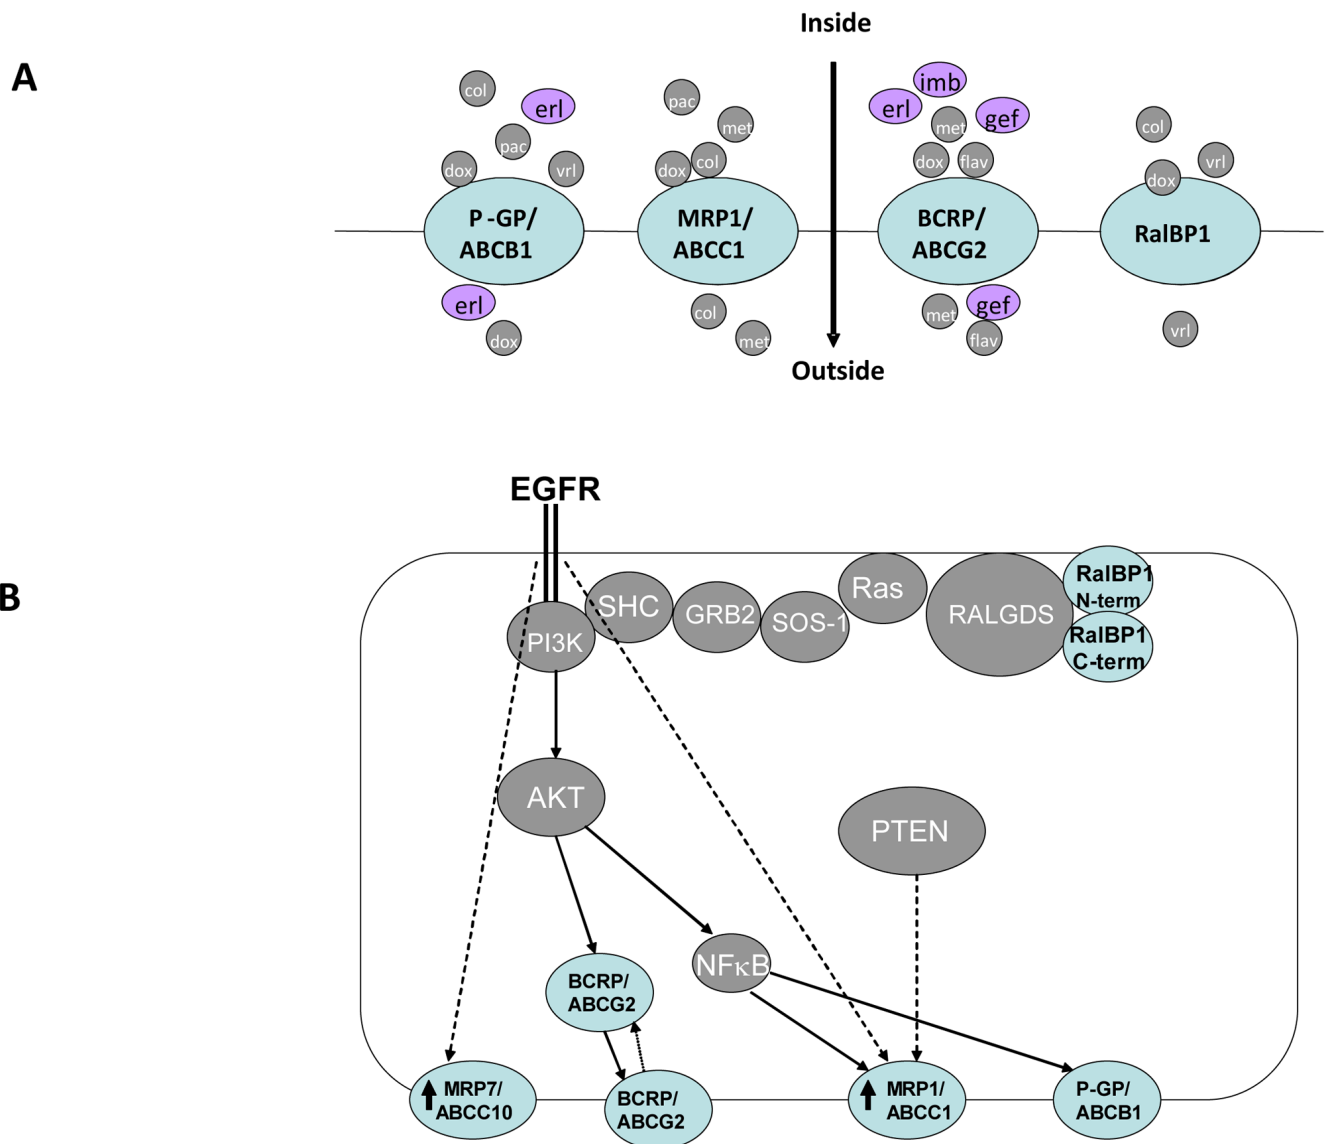 Inside
A
col
erl
pac
dox
vrl
P -GP/
ABCB1
erl
dox
pac
met
dox
col
MRP1/
ABCC1
col
met
imb
erl
met
gef
dox
flav
BCRP/
ABCG2
met
gef
flav
col
vrl
dox
RalBP1
vrl
Outside
EGFR
B
PI3K
SHC
GRB2
SOS-1
Ras
RALGDS
RalBP1
N-term
RalBP1
C-term
AKT
PTEN
NFκB
BCRP/
ABCG2
MRP7/
ABCC10
BCRP/
ABCG2
MRP1/
ABCC1
P-GP/
ABCB1